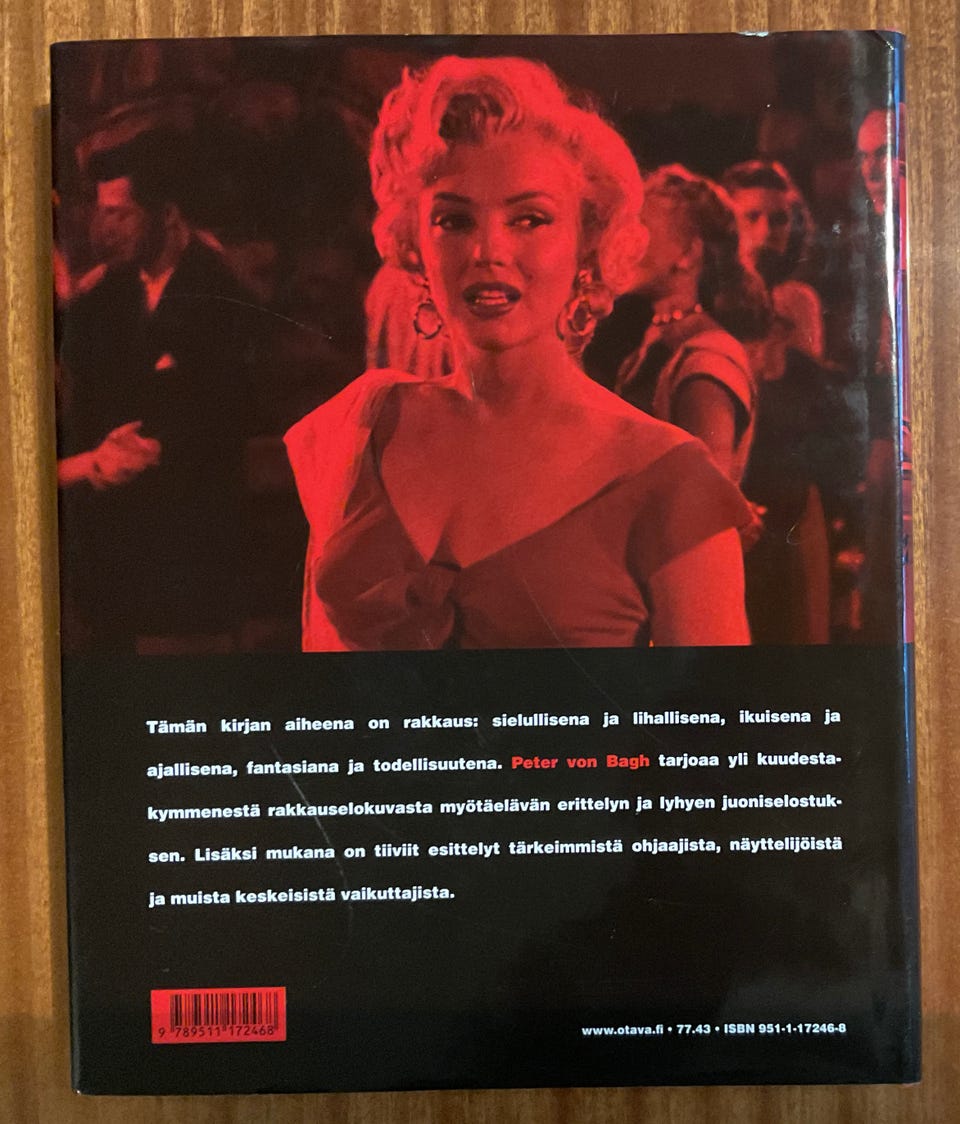 Tämän kirjan aiheena on rakkaus: sielullisena ja lihallisena, ikuisena ja
ajallisena, fantasiana ja todellisuutena. Peter von Bagh tarjoaa yli kuudesta-
kymmenestä rakkauselokuvasta myötäelävän erittelyn ja lyhyen juoniselostuk-
sen. Lisäksi mukana on tiiviit esittelyt tärkeimmistä ohjaajista, näyttelijöistä
ja muista keskeisistä vaikuttajista.
9 789511 172468
www.otava.fi • 77.43 • ISBN 951-1-17246-8